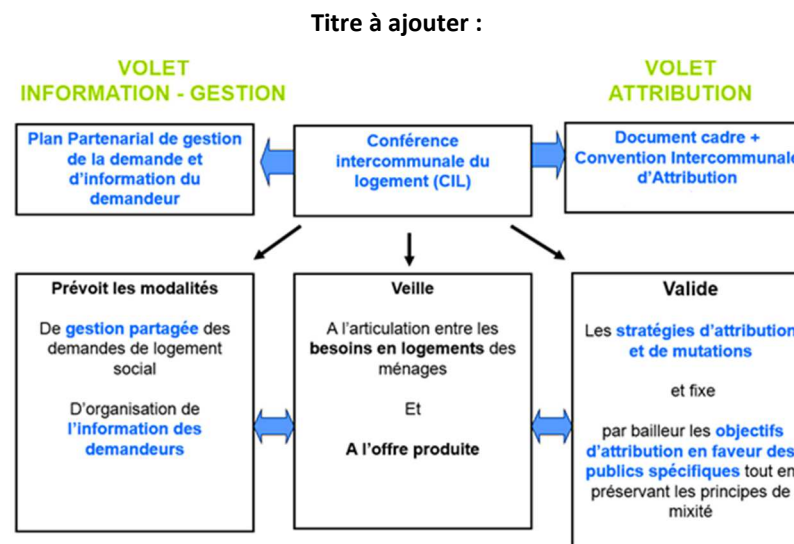 Titre à ajouter :
VOLET
INFORMATION - GESTION
VOLET
ATTRIBUTION
Plan Partenarial de gestion
de la demande et
d'information du
demandeur
Conférence
intercommunale du
logement (CIL)
Document cadre +
Convention Intercommunale
d'Attribution
Prévoit les modalités
De gestion partagée des
demandes de logement
social
D'organisation de
l'information des
demandeurs
Veille
A l'articulation entre les
besoins en logements des
ménages
Et
A l'offre produite
Valide
Les stratégies d'attribution
et de mutations
et fixe
par bailleur les objectifs
d'attribution en faveur des
publics spécifiques tout en
préservant les principes de
mixité